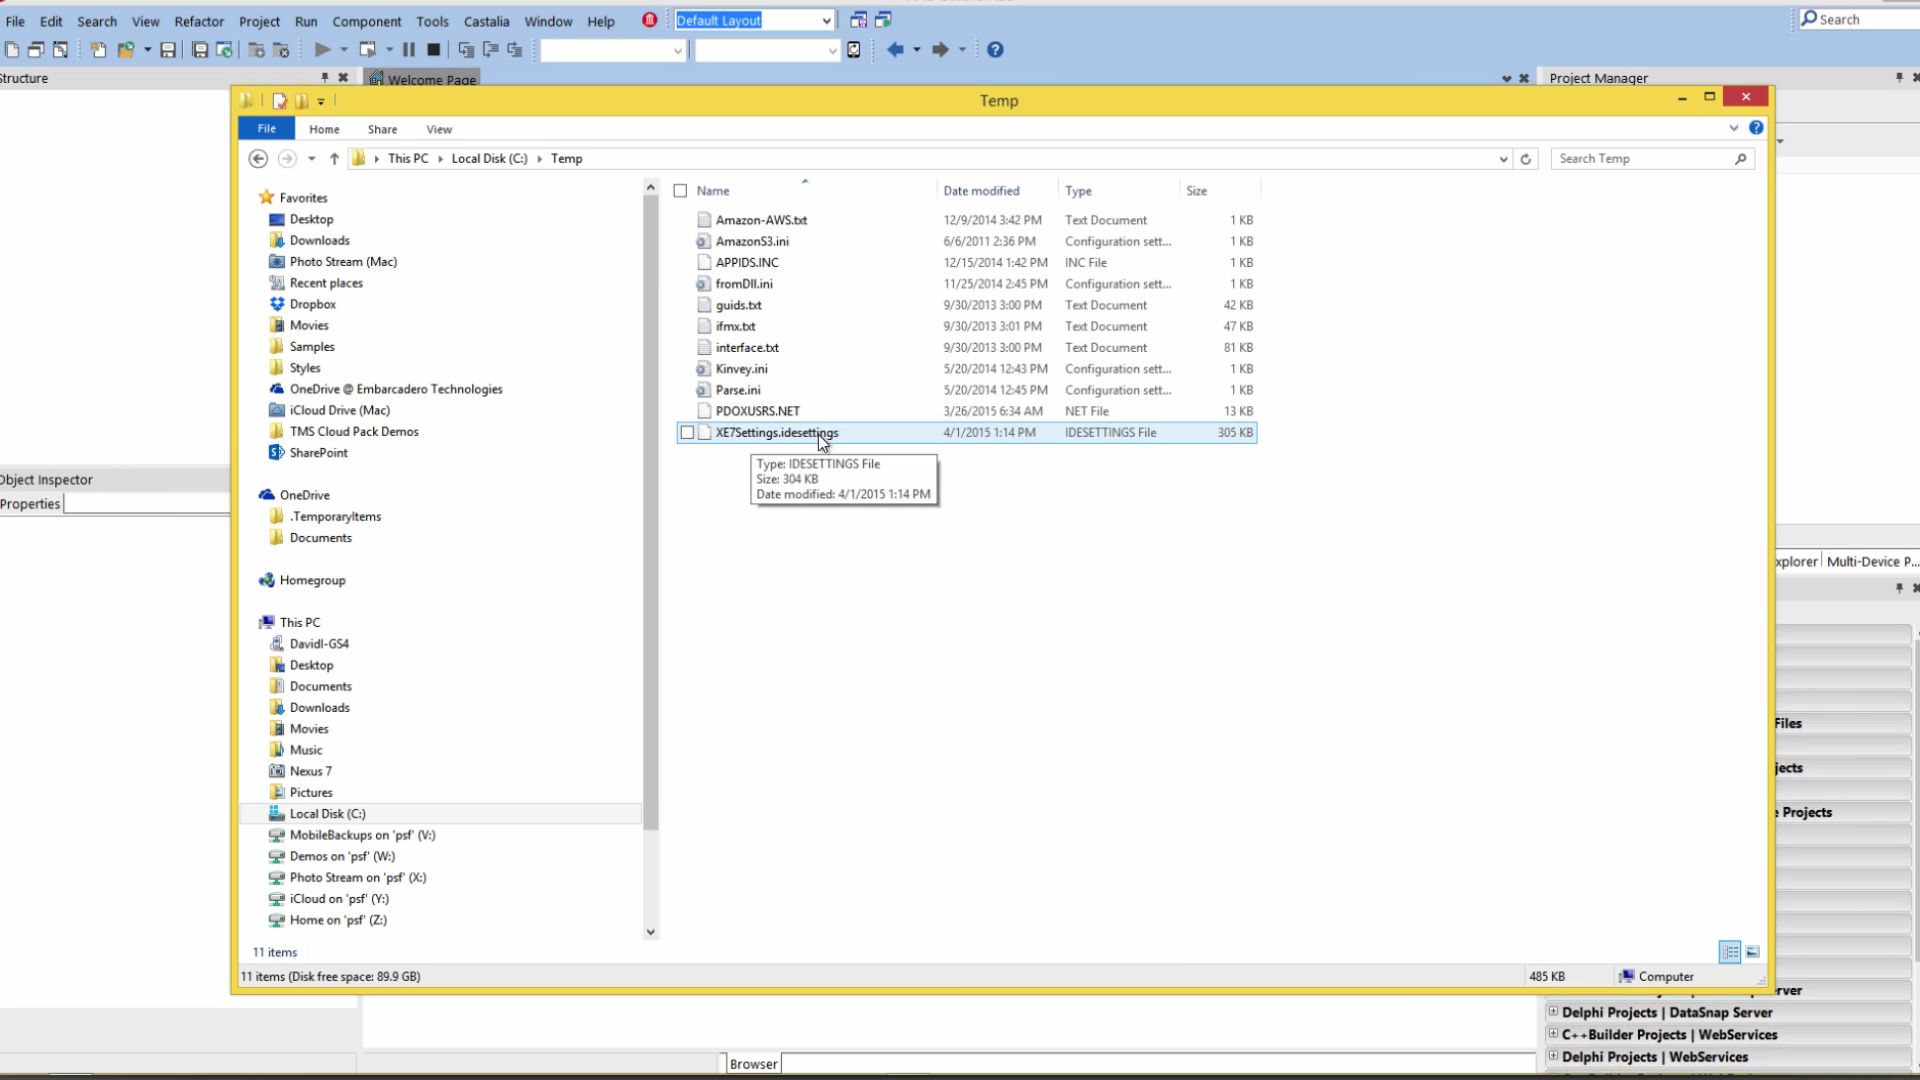 File Edit Search View Refactor Project Run Component Tools Castalia Window Help Default Layout Search
Structure
Welcome Page
Project Manager
Temp
File Home Share View
This PC Local Disk (C:) Temp
Search Temp
Favorites
Desktop
Downloads
Photo Stream (Mac)
Recent places
Dropbox
Movies
Samples
Styles
OneDrive @ Embarcadero Technologies
iCloud Drive (Mac)
TMS Cloud Pack Demos
SharePoint
OneDrive
.TemporaryItems
Documents
Homegroup
This PC
DavidI-GS4
Desktop
Documents
Downloads
Movies
Music
Nexus 7
Pictures
Local Disk (C:)
MobileBackups on 'psf' (V:)
Demos on 'psf' (W:)
Photo Stream on 'psf' (X:)
iCloud on 'psf' (Y:)
Home on 'psf' (Z:)
Name Date modified Type Size
Amazon-AWS.txt 12/9/2014 3:42 PM Text Document 1 KB
AmazonS3.ini 6/6/2011 2:36 PM Configuration sett... 1 KB
APPIDS.INC 12/15/2014 1:42 PM INC File 1 KB
fromDll.ini 11/25/2014 2:45 PM Configuration sett... 1 KB
guids.txt 9/30/2013 3:00 PM Text Document 42 KB
ifmx.txt 9/30/2013 3:01 PM Text Document 47 KB
interface.txt 9/30/2013 3:00 PM Text Document 81 KB
Kinvey.ini 5/20/2014 12:43 PM Configuration sett... 1 KB
Parse.ini 5/20/2014 12:45 PM Configuration sett... 1 KB
PDOXUSRS.NET 3/26/2015 6:34 AM NET File 13 KB
XE7Settings.idesettings 4/1/2015 1:14 PM IDESETTINGS File 305 KB
Type: IDESETTINGS File
Size: 304 KB
Date modified: 4/1/2015 1:14 PM
11 items
11 items (Disk free space: 89.9 GB)
485 KB
Computer
Object Inspector
Properties
xplorer Multi-Device P...
Files
jects
e Projects
rver
Delphi Projects | DataSnap Server
C++Builder Projects | WebServices
Delphi Projects | WebServices
Browser